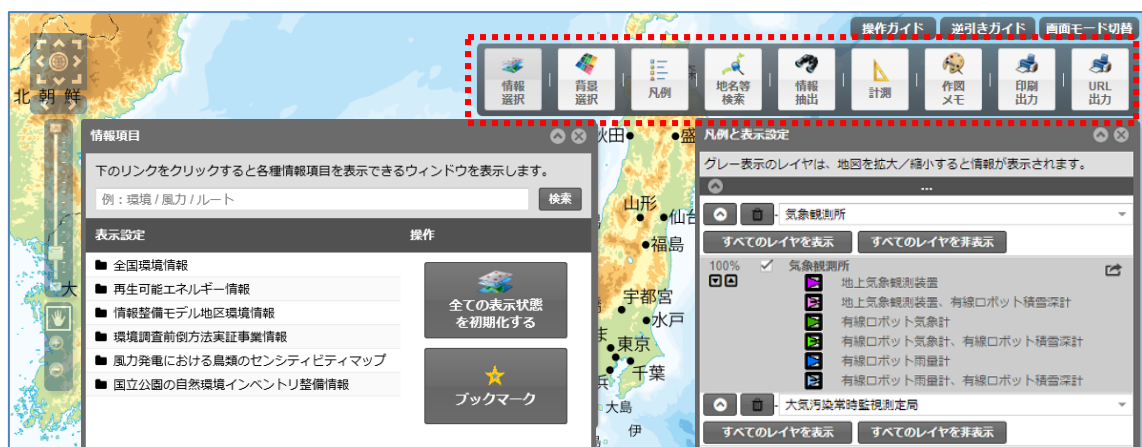 操作ガイド 逆引きガイド 画面モード切替
情報
選択
背景
選択
凡例
地名等
検索
情報
抽出
計測
作図
メモ
印刷
出力
URL
出力
北朝鮮
情報項目
下のリンクをクリックすると各種情報項目を表示できるウィンドウを表示します。
例：環境 / 風力 / ルート
検索
表示設定 操作
全国環境情報
再生可能エネルギー情報
情報整備モデル地区環境情報
環境調査前倒方法実証事業情報
風力発電における鳥類のセンシティビティマップ
国立公園の自然環境インベントリ整備情報
全ての表示状態
を初期化する
ブックマーク
大
秋田
盛
山形
仙台
福島
宇都宮
水戸
東京
千葉
大島
伊
凡例と表示設定
グレー表示のレイヤは、地図を拡大／縮小すると情報が表示されます。
...
気象観測所
すべてのレイヤを表示 すべてのレイヤを非表示
100% 気象観測所
地上気象観測装置
地上気象観測装置、有線ロボット積雪深計
有線ロボット気象計
有線ロボット気象計、有線ロボット積雪深計
有線ロボット雨量計
有線ロボット雨量計、有線ロボット積雪深計
大気汚染常時監視測定局
すべてのレイヤを表示 すべてのレイヤを非表示